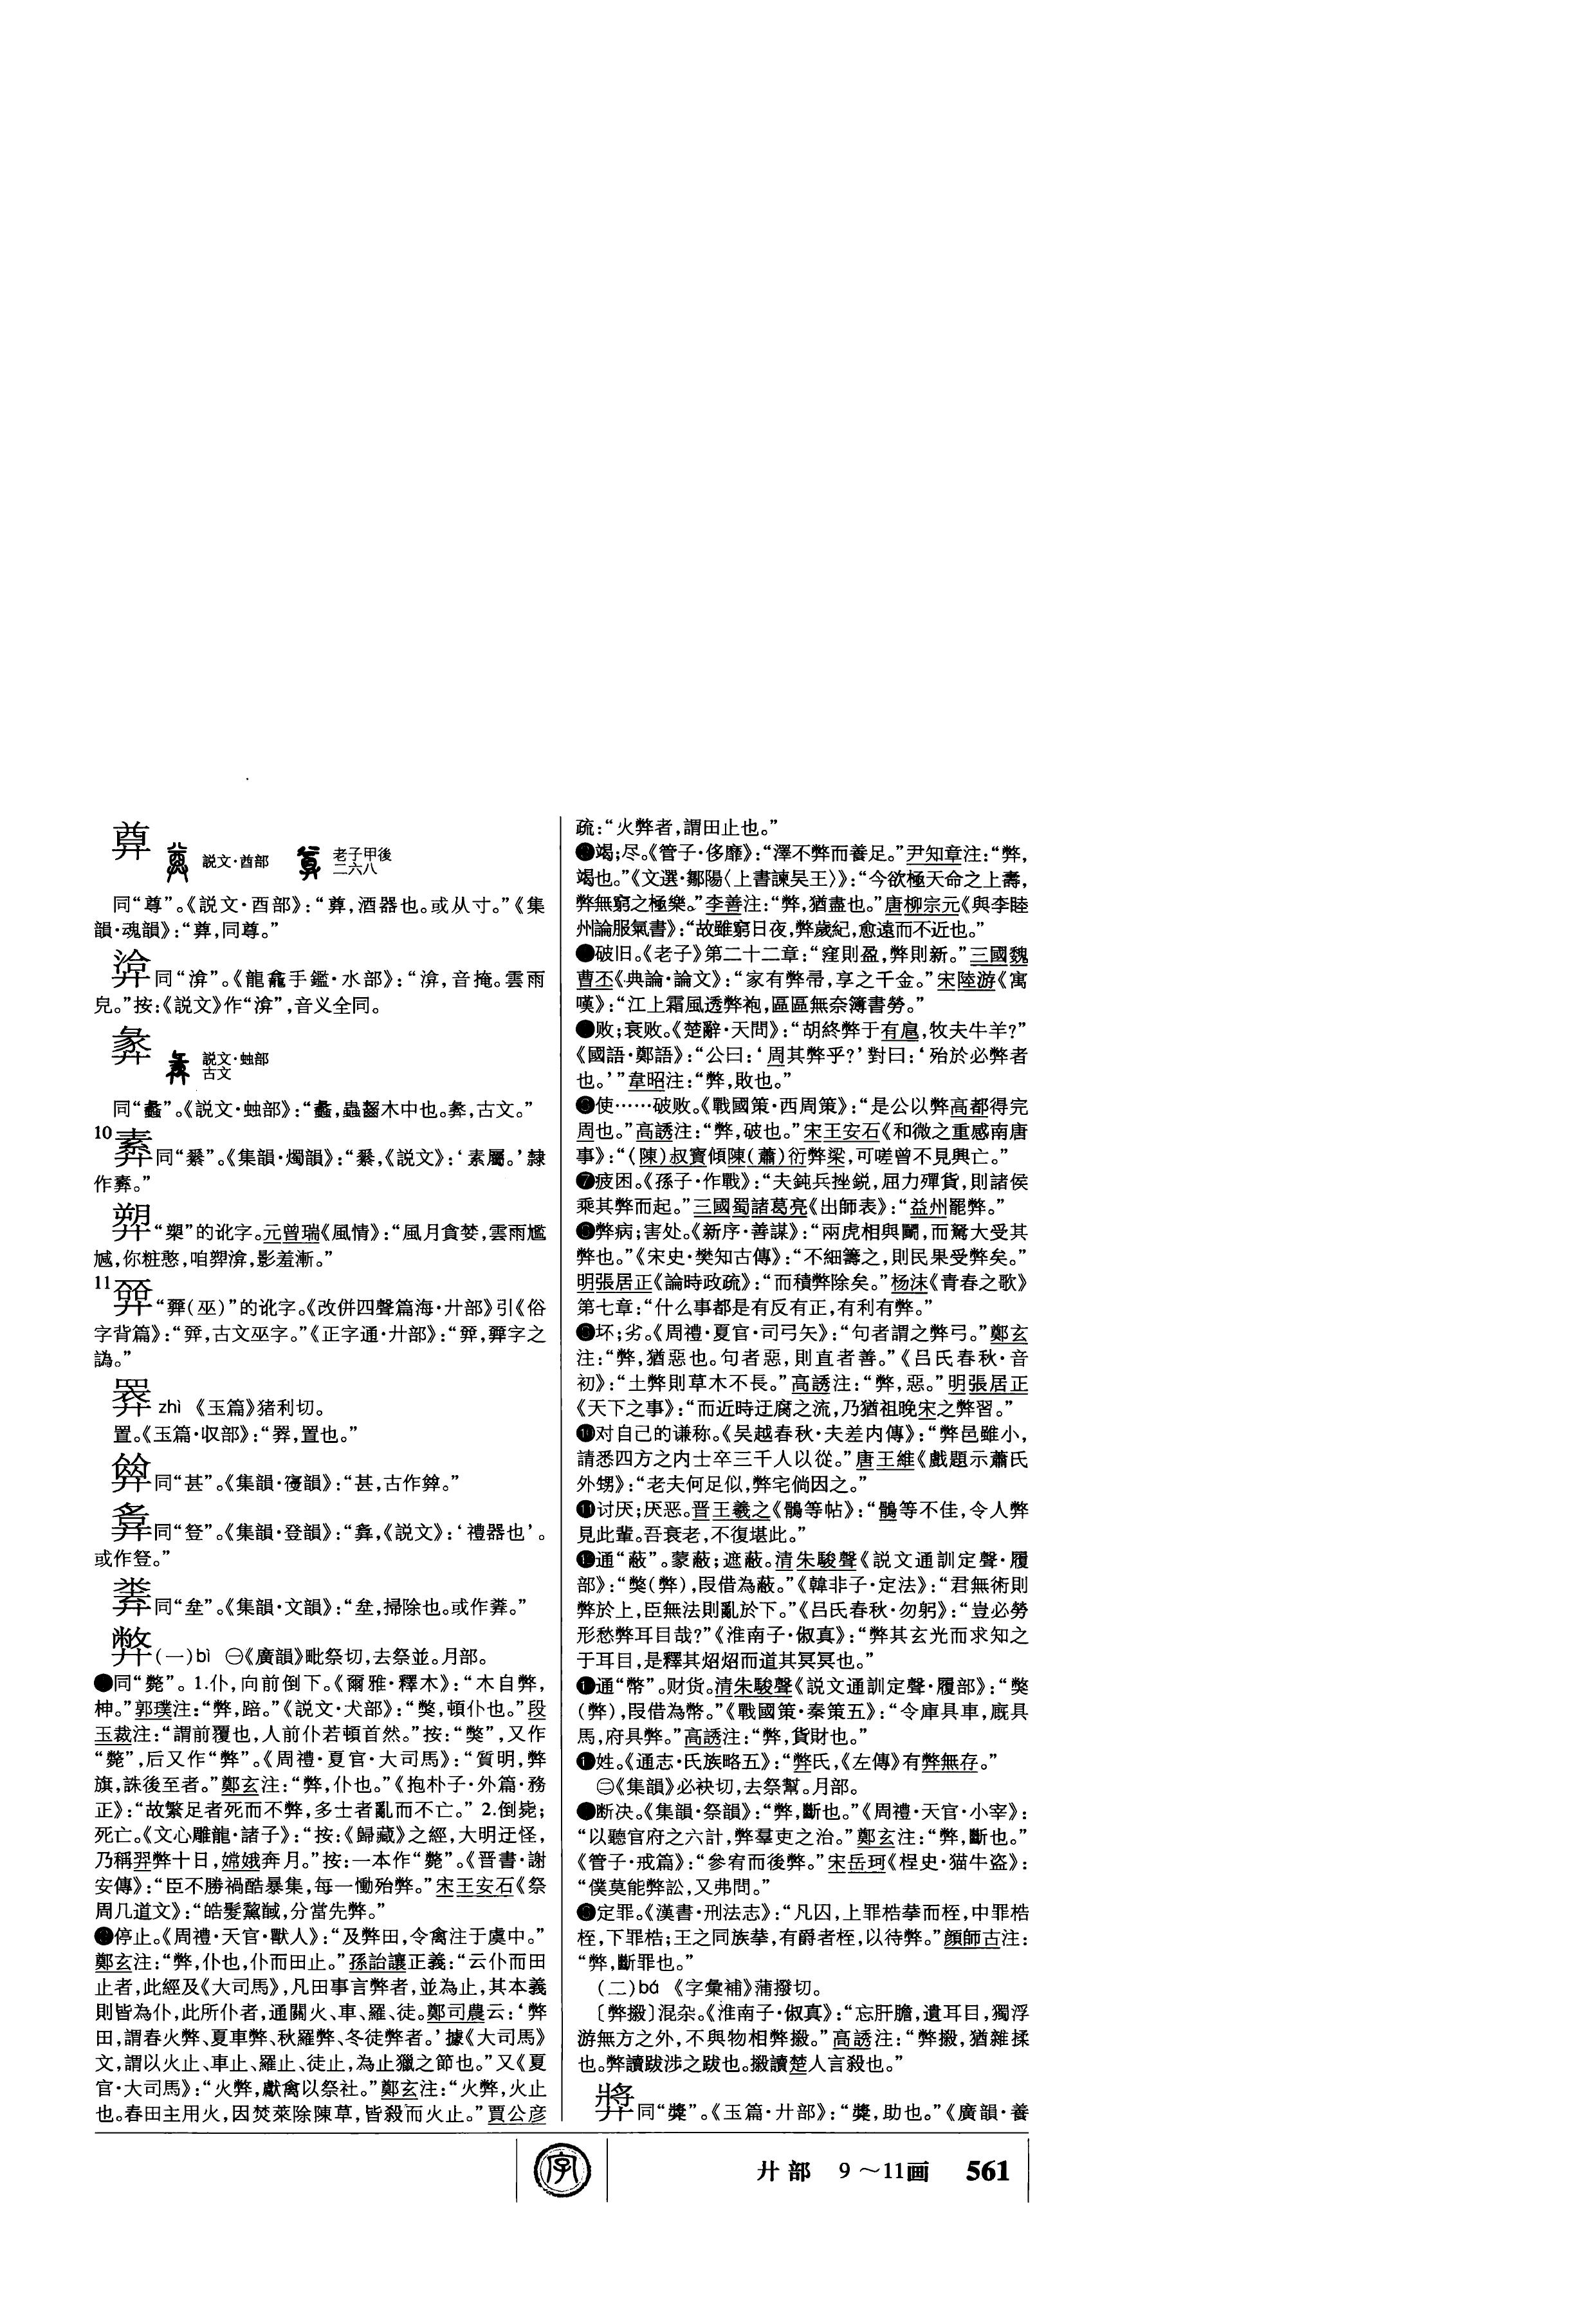 尊
説文·酋部
老子甲後
二六八
同“尊”。《説文·酉部》：“尊，酒器也。或从寸。”《集
韻·魂韻》：“尊，同尊。”
渰 同“渰”。《龍龕手鑑·水部》：“渰，音掩。雲雨
皃。”按：《説文》作“渰”，音义全同。
説文·䖵部
古文
同“蠡”。《説文·䖵部》：“蠡，蟲齧木中也。𢑴，古文。”
10 同“䌛”。《集韻·燭韻》：“，《説文》：‘素屬。’隸
作。”
“槊”的讹字。元曾瑞《風情》：“風月貪婪，雲雨尷
尬，你粧憨，咱渰，影羞漸。”
11 “（巫）”的讹字。《改併四聲篇海·廾部》引《俗
字背篇》：“，古文巫字。”《正字通·廾部》：“，字之
譌。”
zhì 《玉篇》猪利切。
置。《玉篇·収部》：“，置也。”
同“甚”。《集韻·寑韻》：“甚，古作。”
同“豋”。《集韻·登韻》：“，《説文》：‘禮器也’。
或作豋。”
同“坌”。《集韻·文韻》：“坌，掃除也。或作。”
弊(一)bì ㊀《廣韻》毗祭切，去祭並。月部。
同“斃”。1.仆，向前倒下。《爾雅·釋木》：“木自弊，
柛。”郭璞注：“弊，踣。”《説文·犬部》：“獘，頓仆也。”段
玉裁注：“謂前覆也，人前仆若頓首然。”按：“獘”，又作
“斃”，后又作“弊”。《周禮·夏官·大司馬》：“質明，弊
旗，誅後至者。”鄭玄注：“弊，仆也。”《抱朴子·外篇·務
正》：“故繁足者死而不弊，多士者亂而不亡。” 2.倒毙；
死亡。《文心雕龍·諸子》：“按：《歸藏》之經，大明迂怪，
乃稱羿弊十日，嫦娥奔月。”按：一本作“斃”。《晋書·謝
安傳》：“臣不勝禍酷暴集，每一慟殆弊。”宋王安石《祭
周几道文》：“皓髮黧馘，分當先弊。”
❷停止。《周禮·天官·獸人》：“及弊田，令禽注于虞中。”
鄭玄注：“弊，仆也，仆而田止。”孫詒讓正義：“云仆而田
止者，此經及《大司馬》，凡田事言弊者，並為止，其本義
則皆為仆，此所仆者，通關火、車、羅、徒。鄭司農云：‘弊
田，謂春火弊、夏車弊、秋羅弊、冬徒弊者。’據《大司馬》
文，謂以火止、車止、羅止、徒止，為止獵之節也。”又《夏
官·大司馬》：“火弊，獻禽以祭社。”鄭玄注：“火弊，火止
也。春田主用火，因焚萊除陳草，皆殺而火止。”賈公彦
疏：“火弊者，謂田止也。”
❸竭；尽。《管子·侈靡》：“澤不弊而養足。”尹知章注：“弊，
竭也。”《文選·鄒陽〈上書諫吴王〉》：“今欲極天命之上壽，
弊無窮之極樂。”李善注：“弊，猶盡也。”唐柳宗元《與李睦
州論服氣書》：“故雖窮日夜，弊歲紀，愈遠而不近也。”
❹破旧。《老子》第二十二章：“窪則盈，弊則新。”三國魏
曹丕《典論·論文》：“家有弊帚，享之千金。”宋陸游《寓
嘆》：“江上霜風透弊袍，區區無奈簿書勞。”
❺败；衰败。《楚辭·天問》：“胡終弊于有扈，牧夫牛羊？”
《國語·鄭語》：“公曰：‘周其弊乎？’對曰：‘殆於必弊者
也。’”韋昭注：“弊，敗也。”
❻使……破败。《戰國策·西周策》：“是公以弊高都得完
周也。”高誘注：“弊，破也。”宋王安石《和微之重感南唐
事》：“（陳）叔寶傾陳（蕭）衍弊梁，可嗟曾不見興亡。”
❼疲困。《孫子·作戰》：“夫鈍兵挫鋭，屈力殫貨，則諸侯
乘其弊而起。”三國蜀諸葛亮《出師表》：“益州罷弊。”
❽弊病；害处。《新序·善謀》：“兩虎相與鬭，而駑犬受其
弊也。”《宋史·樊知古傳》：“不細籌之，則民果受弊矣。”
明張居正《論時政疏》：“而積弊除矣。”杨沫《青春之歌》
第七章：“什么事都是有反有正，有利有弊。”
❾坏；劣。《周禮·夏官·司弓矢》：“句者謂之弊弓。”鄭玄
注：“弊，猶惡也。句者惡，則直者善。”《吕氏春秋·音
初》：“土弊則草木不長。”高誘注：“弊，惡。”明張居正
《天下之事》：“而近時迂腐之流，乃猶祖晚宋之弊習。”
❿对自己的谦称。《吴越春秋·夫差内傳》：“弊邑雖小，
請悉四方之内士卒三千人以從。”唐王維《戲題示蕭氏
外甥》：“老夫何足似，弊宅倘因之。”
⓫讨厌；厌恶。晋王羲之《鶻等帖》：“鶻等不佳，令人弊
見此輩。吾衰老，不復堪此。”
⓬通“蔽”。蒙蔽；遮蔽。清朱駿聲《説文通訓定聲·履
部》：“獘（弊），叚借為蔽。”《韓非子·定法》：“君無術則
弊於上，臣無法則亂於下。”《吕氏春秋·勿躬》：“豈必勞
形愁弊耳目哉？”《淮南子·俶真》：“弊其玄光而求知之
于耳目，是釋其炤炤而道其冥冥也。”
⓭通“幣”。财货。清朱駿聲《説文通訓定聲·履部》：“獘
（弊），叚借為幣。”《戰國策·秦策五》：“令庫具車，廐具
馬，府具弊。”高誘注：“弊，貨財也。”
⓮姓。《通志·氏族略五》：“弊氏，《左傳》有弊無存。”
㊁《集韻》必袂切，去祭幫。月部。
断决。《集韻·祭韻》：“弊，斷也。”《周禮·天官·小宰》：
“以聽官府之六計，弊羣吏之治。”鄭玄注：“弊，斷也。”
《管子·戒篇》：“參宥而後弊。”宋岳珂《桯史·猫牛盗》：
“僕莫能弊訟，又弗問。”
定罪。《漢書·刑法志》：“凡囚，上罪梏拲而桎，中罪梏
桎，下罪梏；王之同族拲，有爵者桎，以待弊。”顔師古注：
“弊，斷罪也。”
(二)bá 《字彙補》蒲撥切。
〔弊摋〕混杂。《淮南子·俶真》：“忘肝膽，遺耳目，獨浮
游無方之外，不與物相弊摋。”高誘注：“弊摋，猶雜揉
也。弊讀跋涉之跋也。摋讀楚人言殺也。”
同“奬”。《玉篇·廾部》：“，助也。”《廣韻·養
字
廾部 9～11画 561